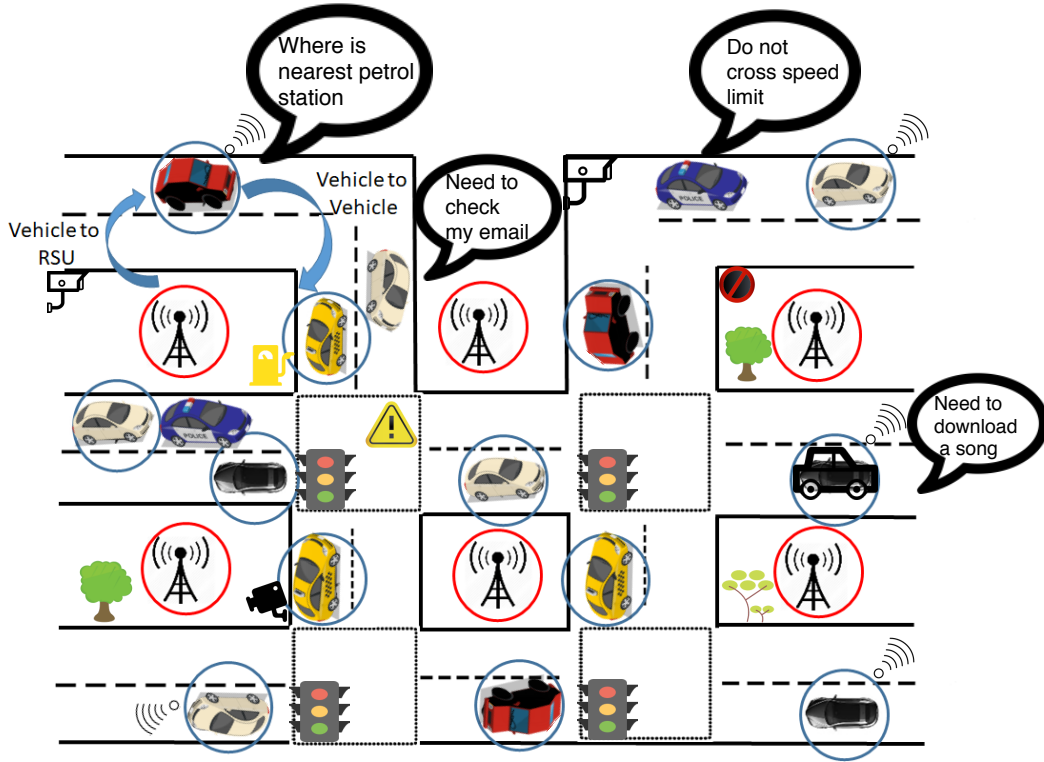 Where is
nearest petrol
station
Do not
cross speed
limit
Vehicle to
Vehicle
Need to
check
my email
Vehicle to
RSU
POLICE
POLICE
Need to
download
a song